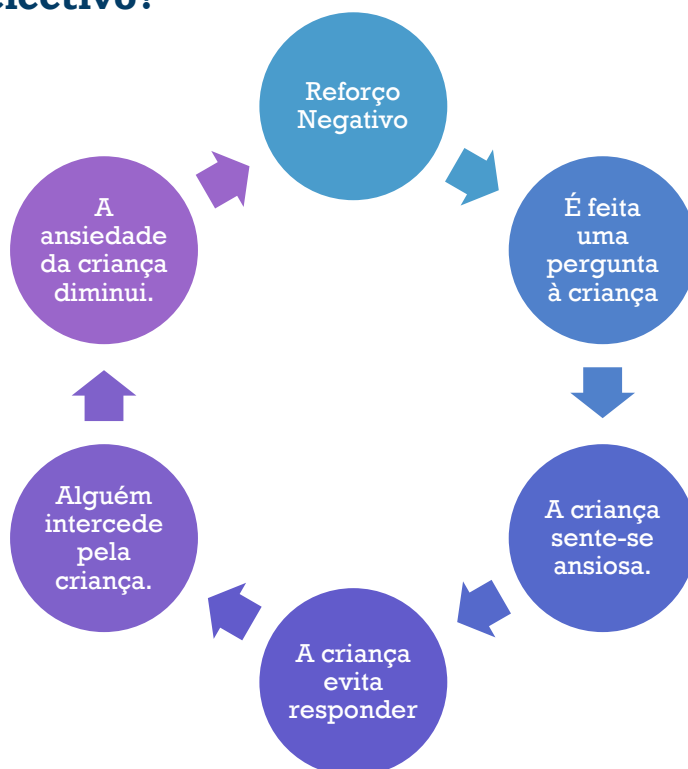 electivo?
Reforço
Negativo
É feita
uma
pergunta
à criança
A criança
sente-se
ansiosa.
A criança
evita
responder
Alguém
intercede
pela
criança.
A
ansiedade
da criança
diminui.